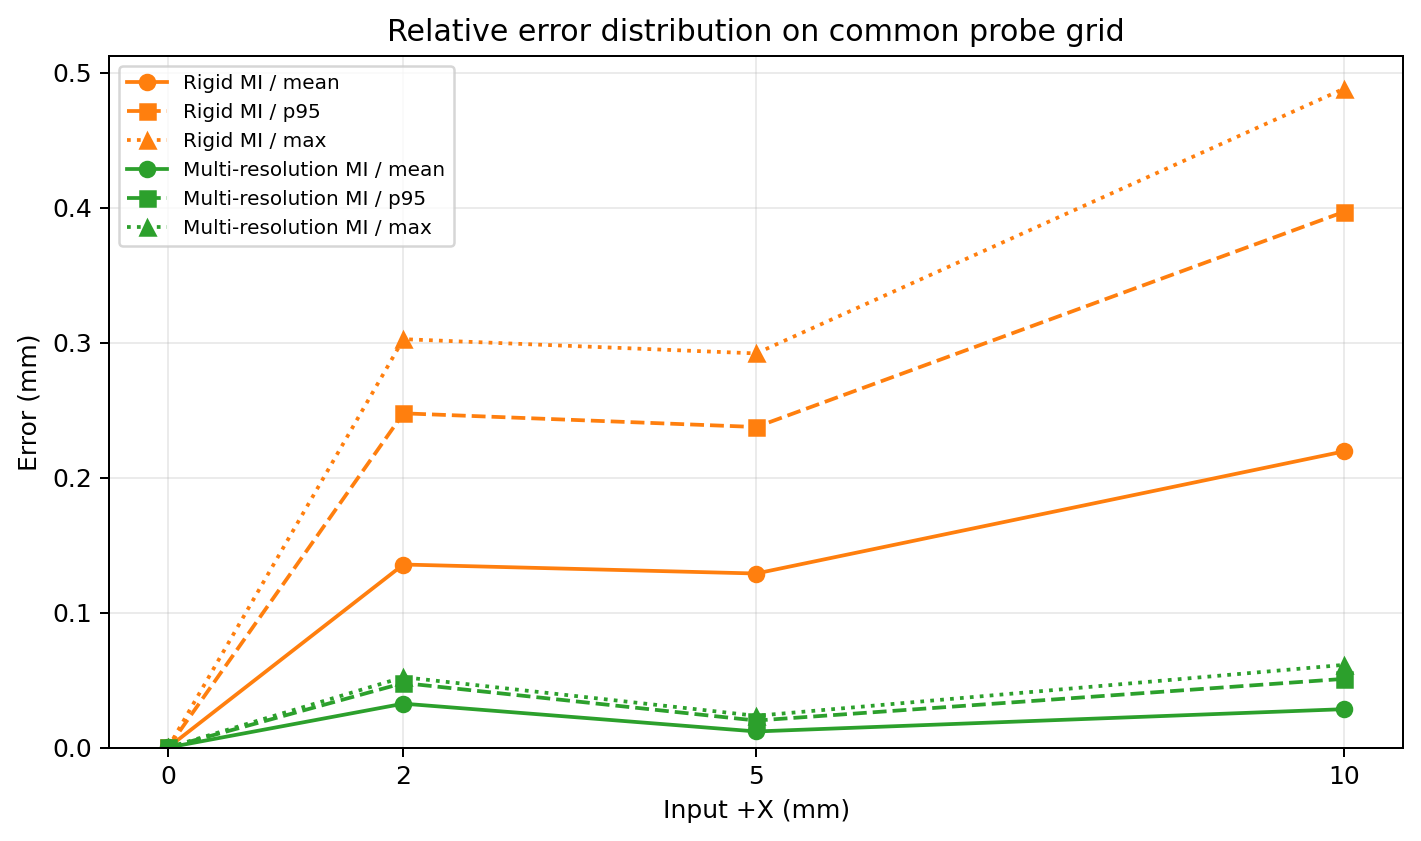 Relative error distribution on common probe grid
Rigid MI / mean
Rigid MI / p95
Rigid MI / max
Multi-resolution MI / mean
Multi-resolution MI / p95
Multi-resolution MI / max
Error (mm)
0.5
0.4
0.3
0.2
0.1
0.0
0 2 5 10
Input +X (mm)